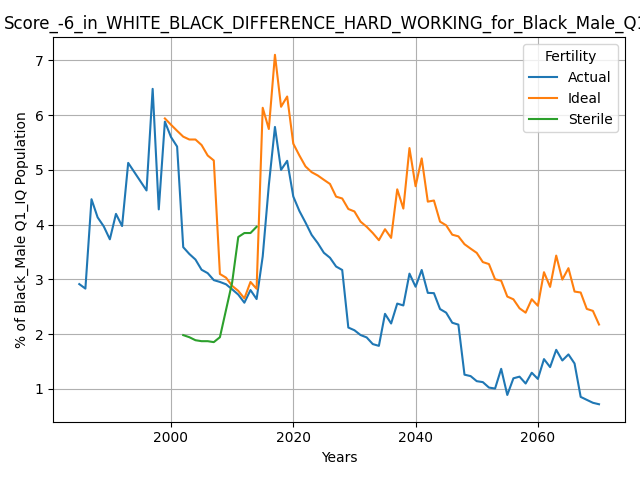 Score_-6_in_WHITE_BLACK_DIFFERENCE_HARD_WORKING_for_Black_Male_Q1
Fertility
Actual
Ideal
Sterile
% of Black_Male Q1_IQ Population
7
6
5
4
3
2
1
2000 2020 2040 2060
Years